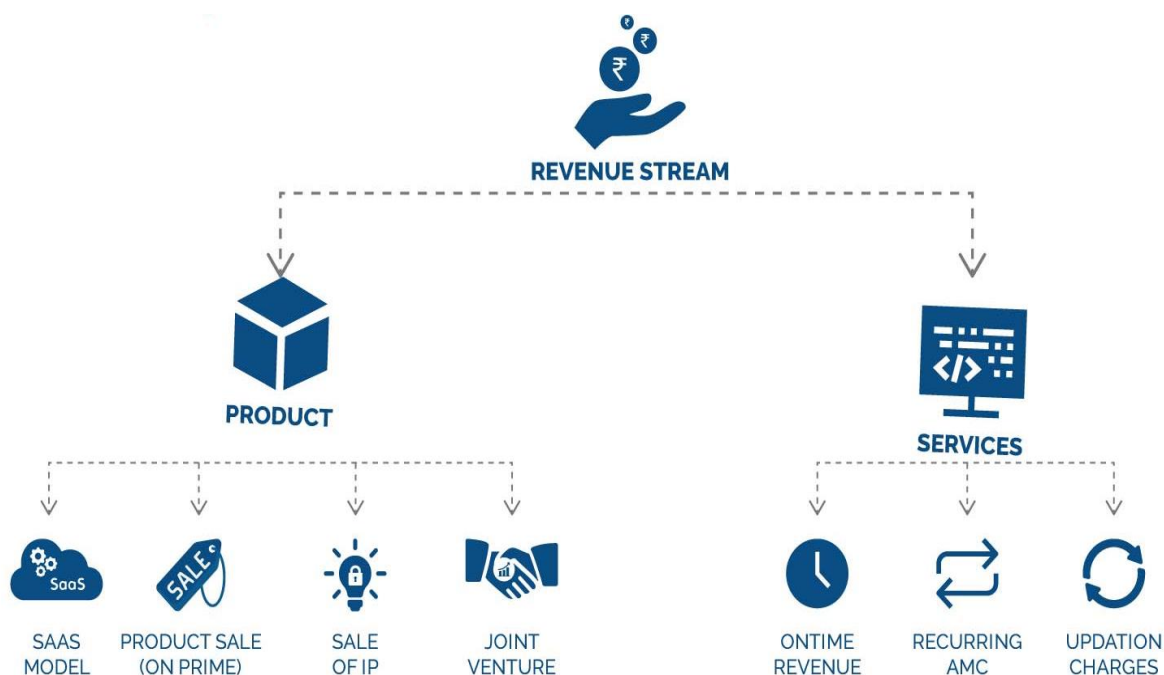 ₹
₹
₹
REVENUE STREAM
PRODUCT
SERVICES
</>
SaaS
SALE
SAAS
MODEL
PRODUCT SALE
(ON PRIME)
SALE
OF IP
JOINT
VENTURE
ONTIME
REVENUE
RECURRING
AMC
UPDATION
CHARGES